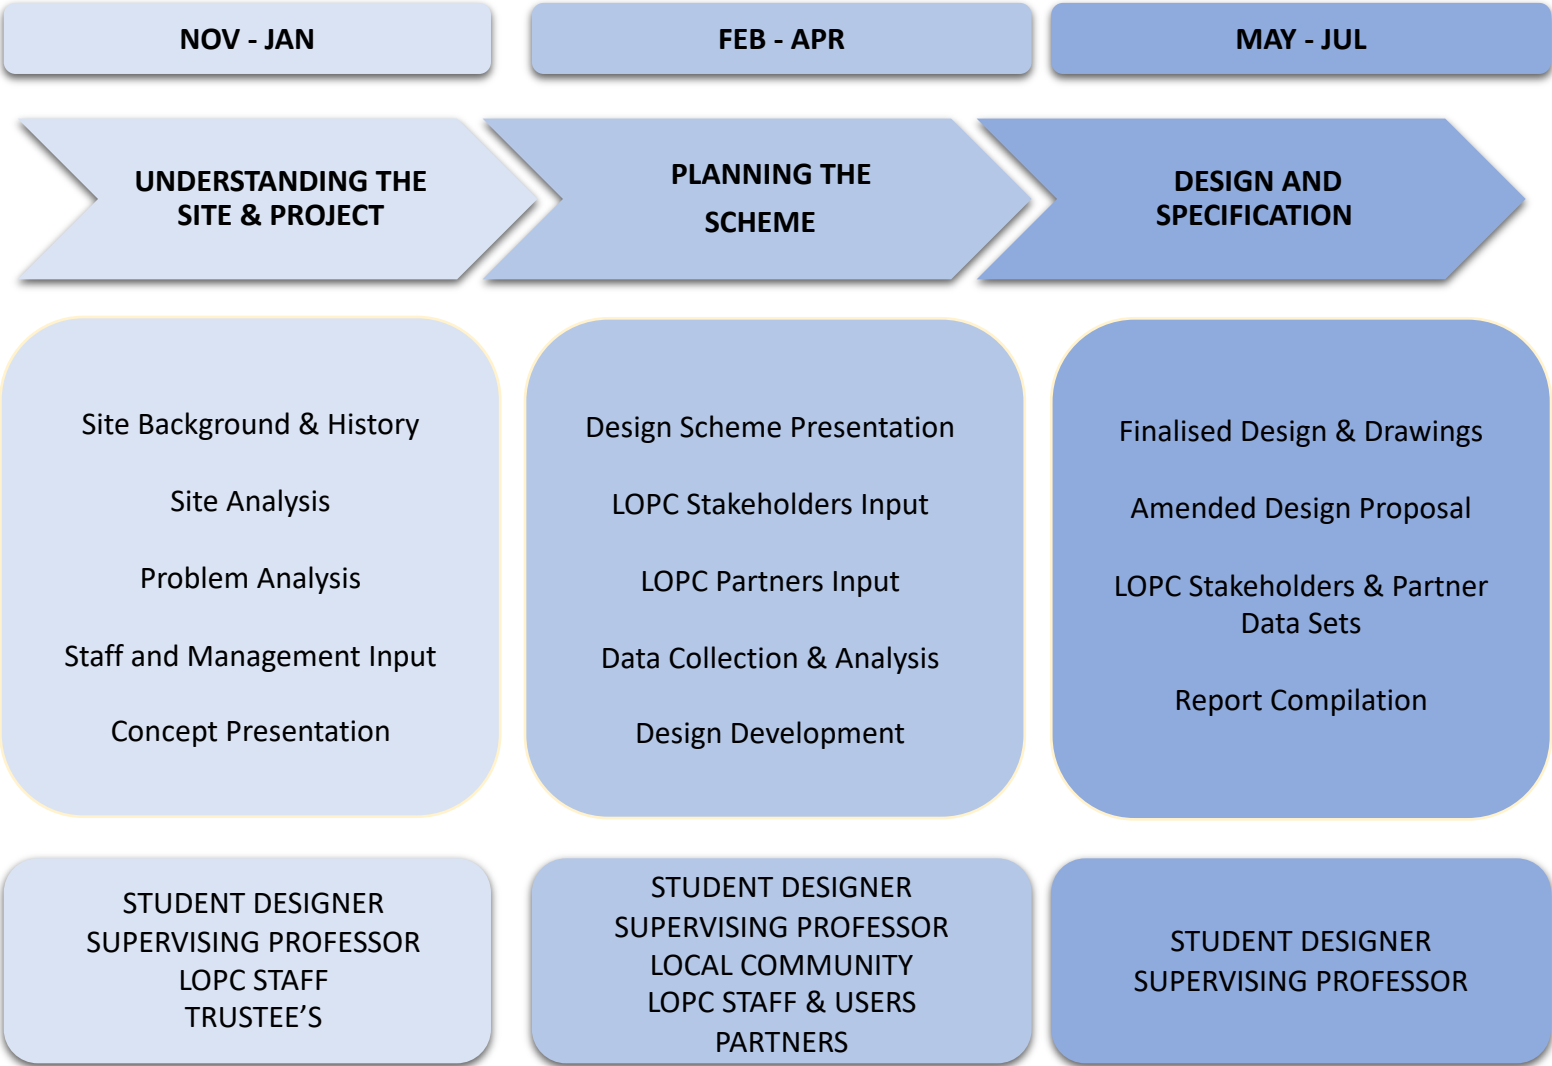 NOV - JAN
FEB - APR
MAY - JUL
UNDERSTANDING THE
SITE & PROJECT
PLANNING THE
SCHEME
DESIGN AND
SPECIFICATION
Site Background & History
Site Analysis
Problem Analysis
Staff and Management Input
Concept Presentation
Design Scheme Presentation
LOPC Stakeholders Input
LOPC Partners Input
Data Collection & Analysis
Design Development
Finalised Design & Drawings
Amended Design Proposal
LOPC Stakeholders & Partner
Data Sets
Report Compilation
STUDENT DESIGNER
SUPERVISING PROFESSOR
LOPC STAFF
TRUSTEE’S
STUDENT DESIGNER
SUPERVISING PROFESSOR
LOCAL COMMUNITY
LOPC STAFF & USERS
PARTNERS
STUDENT DESIGNER
SUPERVISING PROFESSOR